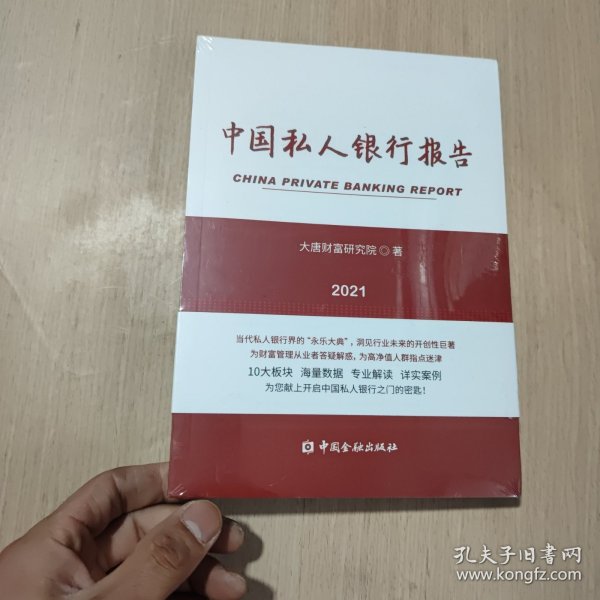 中国私人银行报告
CHINA PRIVATE BANKING REPORT
大唐财富研究院◎著
2021
当代私人银行界的“永乐大典”，洞见行业未来的开创性巨著
为财富管理从业者答疑解惑，为高净值人群指点迷津
10大板块 海量数据 专业解读 详实案例
为您献上开启中国私人银行之门的密匙！
中国金融出版社
孔夫子旧书网
www.kongfz.com